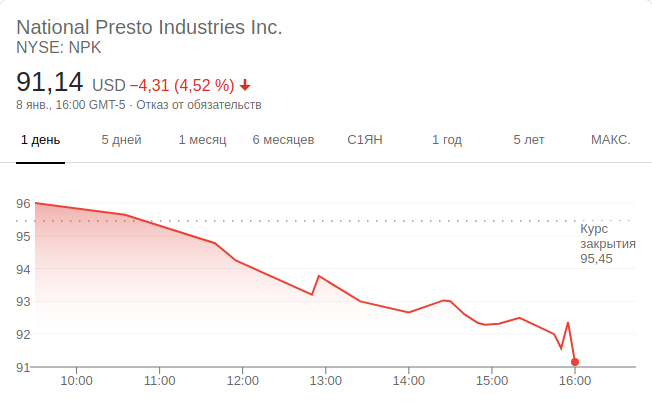 National Presto Industries Inc.
NYSE: NPK
91,14 USD −4,31 (4,52 %)
8 янв., 16:00 GMT-5 · Отказ от обязательств
1 день 5 дней 1 месяц 6 месяцев С1ЯН 1 год 5 лет МАКС.
96
Курс
закрытия
95,45
95
94
93
92
91
10:00 11:00 12:00 13:00 14:00 15:00 16:00